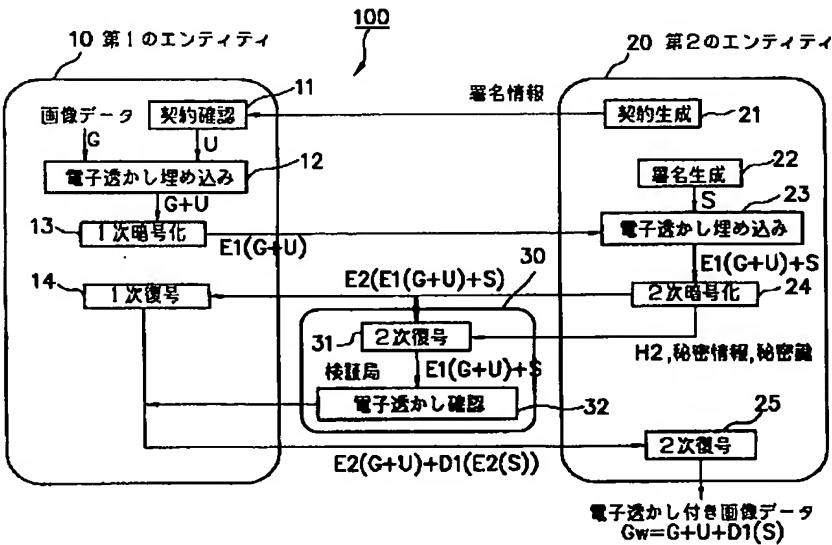 100
10 第1のエンティティ
20 第2のエンティティ
11
署名情報
画像データ
契約確認
契約生成
21
G
U
12
22
電子透かし埋め込み
署名生成
S
23
G+U
13
1次暗号化
電子透かし埋め込み
E1(G+U)
E1(G+U)+S
14
E2(E1(G+U)+S)
30
1次復号
2次暗号化
24
31
2次復号
H2,秘密情報,秘密鍵
検証局
E1(G+U)+S
電子透かし確認
32
25
2次復号
E2(G+U)+D1(E2(S))
電子透かし付き画像データ
Gw=G+U+D1(S)